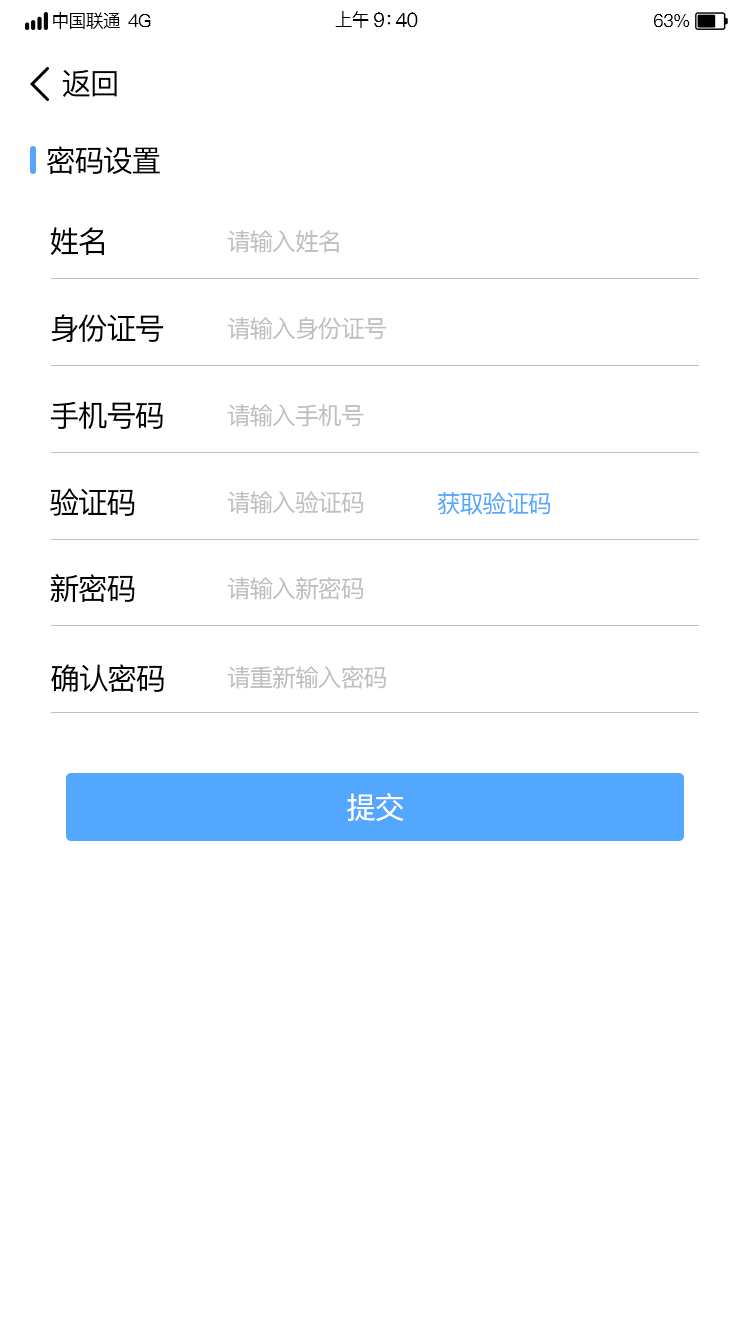 中国联通 4G 上午 9:40 63%
返回
密码设置
姓名 请输入姓名
身份证号 请输入身份证号
手机号码 请输入手机号
验证码 请输入验证码 获取验证码
新密码 请输入新密码
确认密码 请重新输入密码
提交